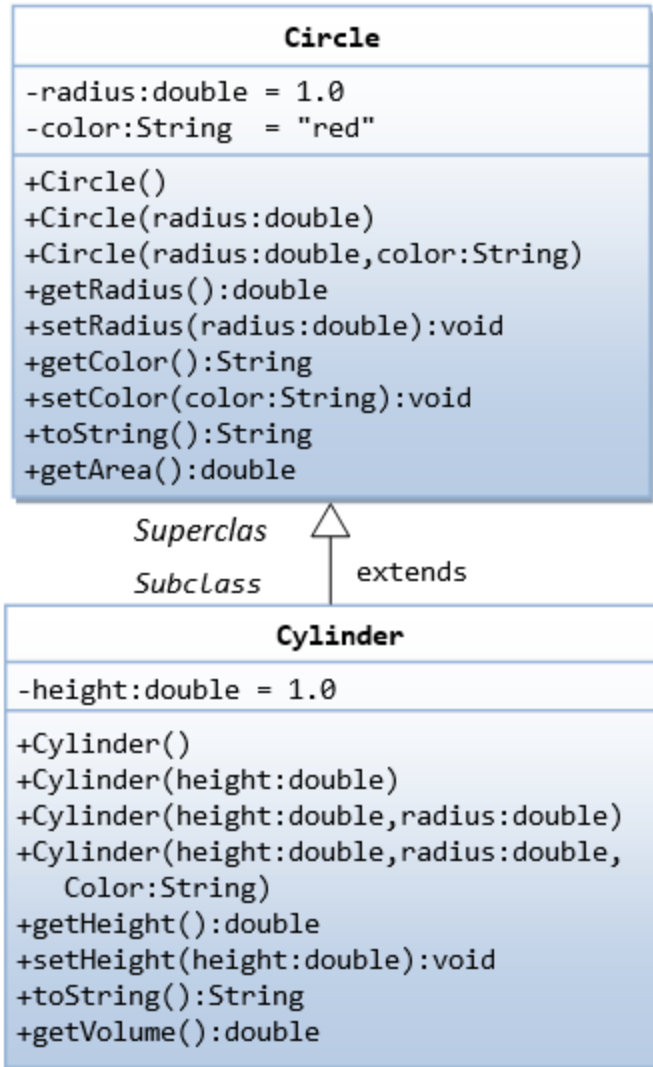 Circle
-radius:double = 1.0
-color:String  = "red"
+Circle()
+Circle(radius:double)
+Circle(radius:double,color:String)
+getRadius():double
+setRadius(radius:double):void
+getColor():String
+setColor(color:String):void
+toString():String
+getArea():double
Superclas
Subclass
extends
Cylinder
-height:double = 1.0
+Cylinder()
+Cylinder(height:double)
+Cylinder(height:double,radius:double)
+Cylinder(height:double,radius:double,
Color:String)
+getHeight():double
+setHeight(height:double):void
+toString():String
+getVolume():double